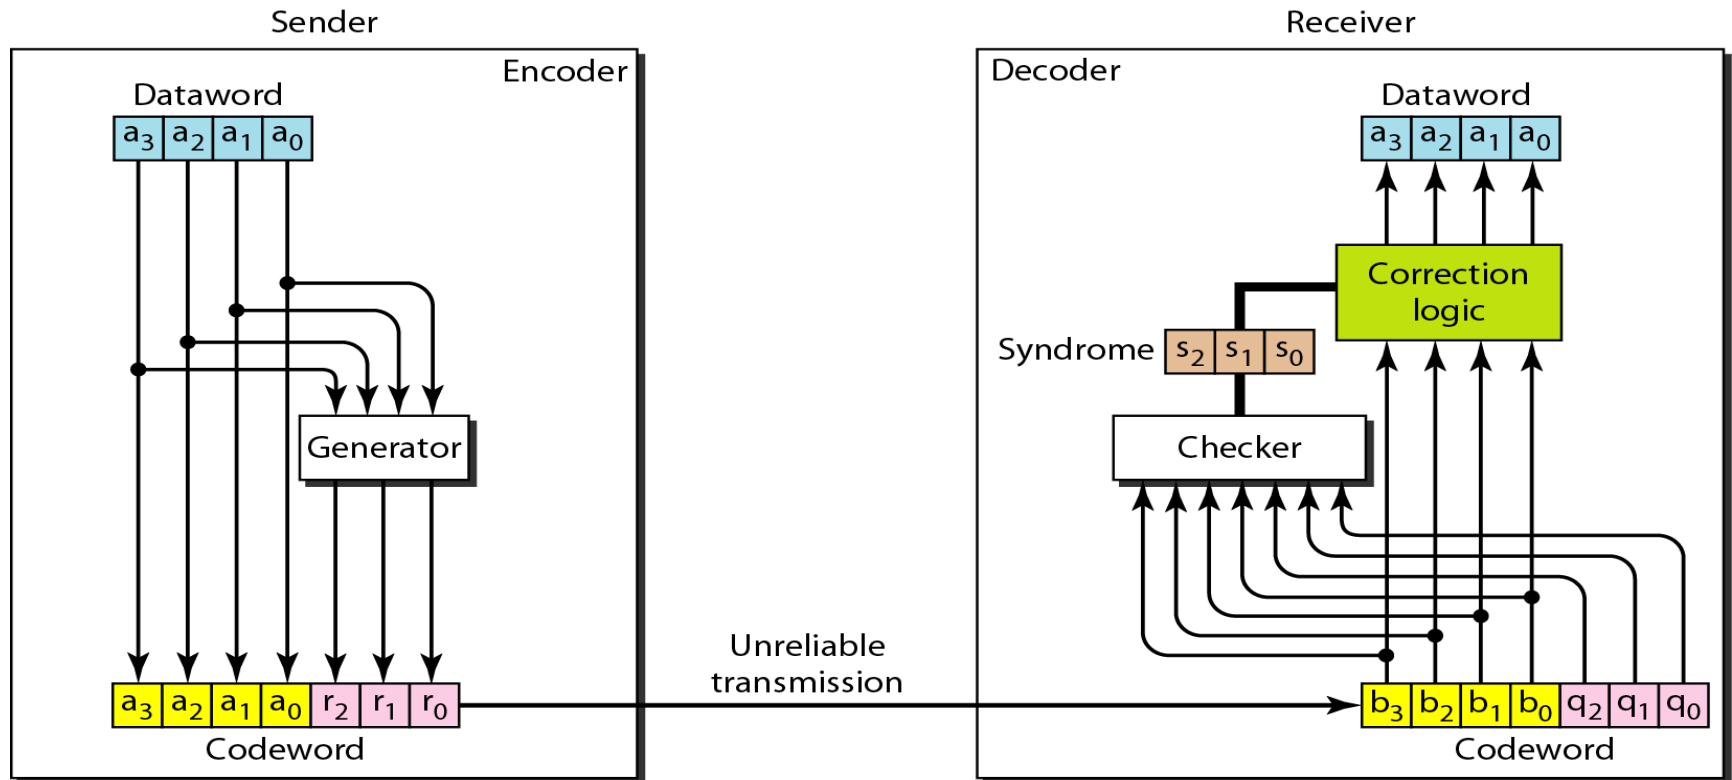 Sender
Encoder
Dataword
a3 a2 a1 a0
Generator
a3 a2 a1 a0 r2 r1 r0
Codeword
Unreliable
transmission
Receiver
Decoder
Dataword
a3 a2 a1 a0
Correction
logic
Syndrome s2 s1 s0
Checker
b3 b2 b1 b0 q2 q1 q0
Codeword